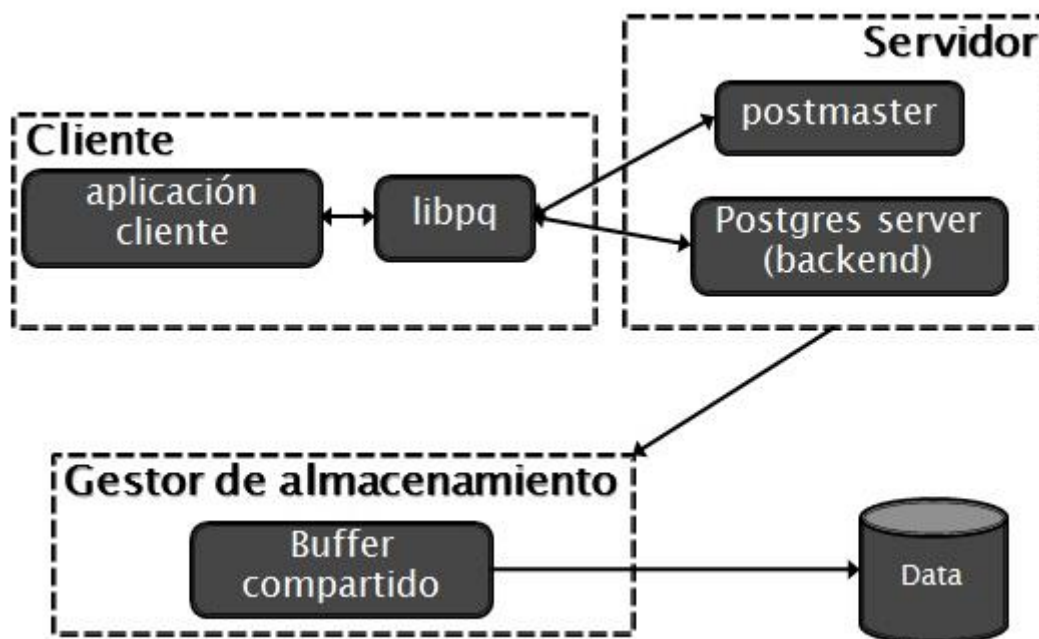 Servidor
postmaster
Cliente
aplicación
cliente
libpq
Postgres server
(backend)
Gestor de almacenamiento
Buffer
compartido
Data